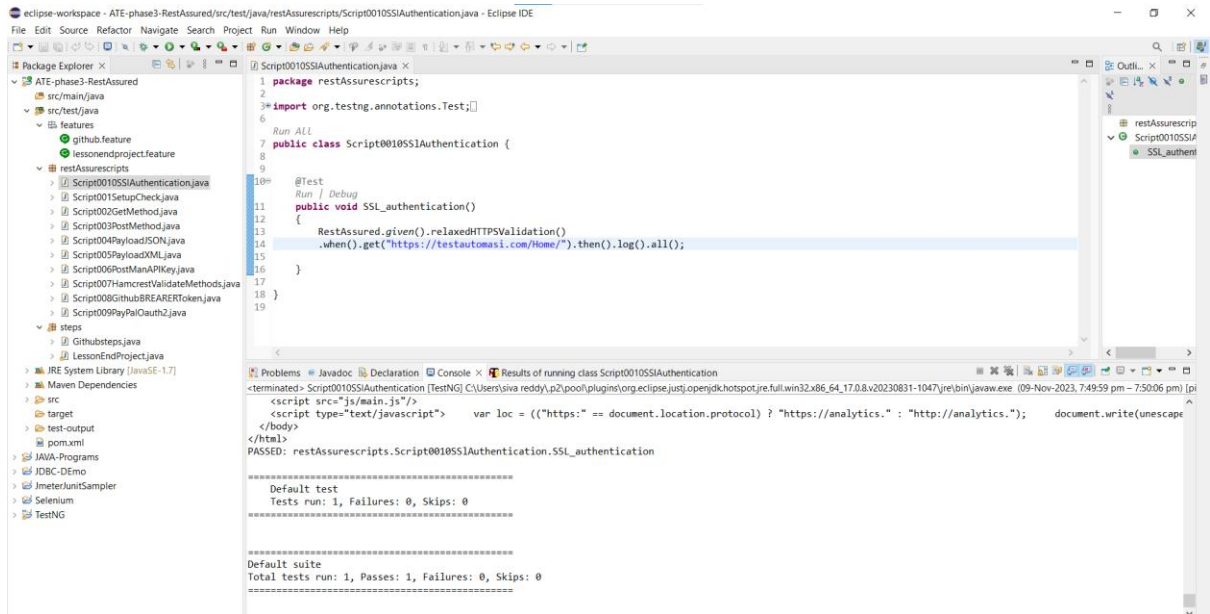 eclipse-workspace - ATE-phase3-RestAssured/src/test/java/restAssurescripts/Script0010SSlAuthentication.java - Eclipse IDE
File Edit Source Refactor Navigate Search Project Run Window Help
Package Explorer
ATE-phase3-RestAssured
src/main/java
src/test/java
features
github.feature
lessonendproject.feature
restAssurescripts
Script0010SSlAuthentication.java
Script001SetupCheck.java
Script002GetMethod.java
Script003PostMethod.java
Script004PayloadJSON.java
Script005PayloadXML.java
Script006PostManAPIKey.java
Script007HamcrestValidateMethods.java
Script008GithubBREARERToken.java
Script009PayPalOauth2.java
steps
Githubsteps.java
LessonEndProject.java
JRE System Library [JavaSE-1.7]
Maven Dependencies
src
target
test-output
pom.xml
JAVA-Programs
JDBC-DEmo
JmeterJunitSampler
Selenium
TestNG
Script0010SSlAuthentication.java
1 package restAssurescripts;
2
3 import org.testng.annotations.Test;
6
Run All
7 public class Script0010SSlAuthentication {
8
9
10 @Test
Run | Debug
11 public void SSL_authentication()
12 {
13 RestAssured.given().relaxedHTTPSValidation()
14 .when().get("https://testautomasi.com/Home/").then().log().all();
15
16 }
17
18 }
19
Outli...
restAssurescrip
Script0010SSlA
SSL_authent
Problems Javadoc Declaration Console Results of running class Script0010SSlAuthentication
<terminated> Script0010SSlAuthentication [TestNG] C:\Users\siva reddy\.p2\pool\plugins\org.eclipse.justj.openjdk.hotspot.jre.full.win32.x86_64_17.0.8.v20230831-1047\jre\bin\javaw.exe (09-Nov-2023, 7:49:59 pm – 7:50:06 pm) [pi
<script src="js/main.js"/>
<script type="text/javascript"> var loc = (("https:" == document.location.protocol) ? "https://analytics." : "http://analytics."); document.write(unescape
</body>
</html>
PASSED: restAssurescripts.Script0010SSlAuthentication.SSL_authentication
===============================================
Default test
Tests run: 1, Failures: 0, Skips: 0
===============================================
===============================================
Default suite
Total tests run: 1, Passes: 1, Failures: 0, Skips: 0
===============================================